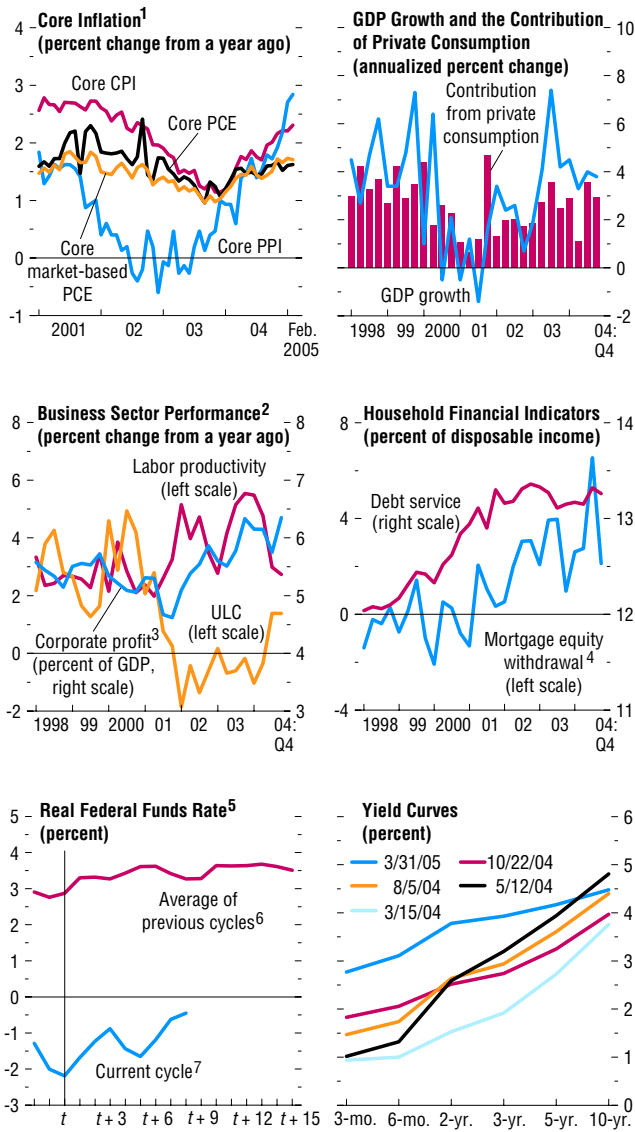 Core Inflation1
(percent change from a year ago)
4
3
2
1
0
-1
Core CPI
Core PCE
Core PPI
Core
market-based
PCE
2001 02 03 04 Feb.
2005
GDP Growth and the Contribution
of Private Consumption
(annualized percent change)
10
8
6
4
2
0
-2
Contribution
from private
consumption
GDP growth
1998 99 2000 01 02 03 04:
Q4
Business Sector Performance2
(percent change from a year ago)
8
6
4
2
0
-2
8
7
6
5
4
3
Labor productivity
(left scale)
ULC
(left scale)
Corporate profit3
(percent of GDP,
right scale)
1998 99 2000 01 02 03 04:
Q4
Household Financial Indicators
(percent of disposable income)
8
4
0
-4
14
13
12
11
Debt service
(right scale)
Mortgage equity
withdrawal4
(left scale)
1998 99 2000 01 02 03 04:
Q4
Real Federal Funds Rate5
(percent)
5
4
3
2
1
0
-1
-2
-3
Average of
previous cycles6
Current cycle7
t t + 3 t + 6 t + 9 t + 12 t + 15
Yield Curves
(percent)
3/31/05 10/22/04
8/5/04 5/12/04
3/15/04
6
5
4
3
2
1
0
3-mo. 6-mo. 2-yr. 3-yr. 5-yr. 10-yr.